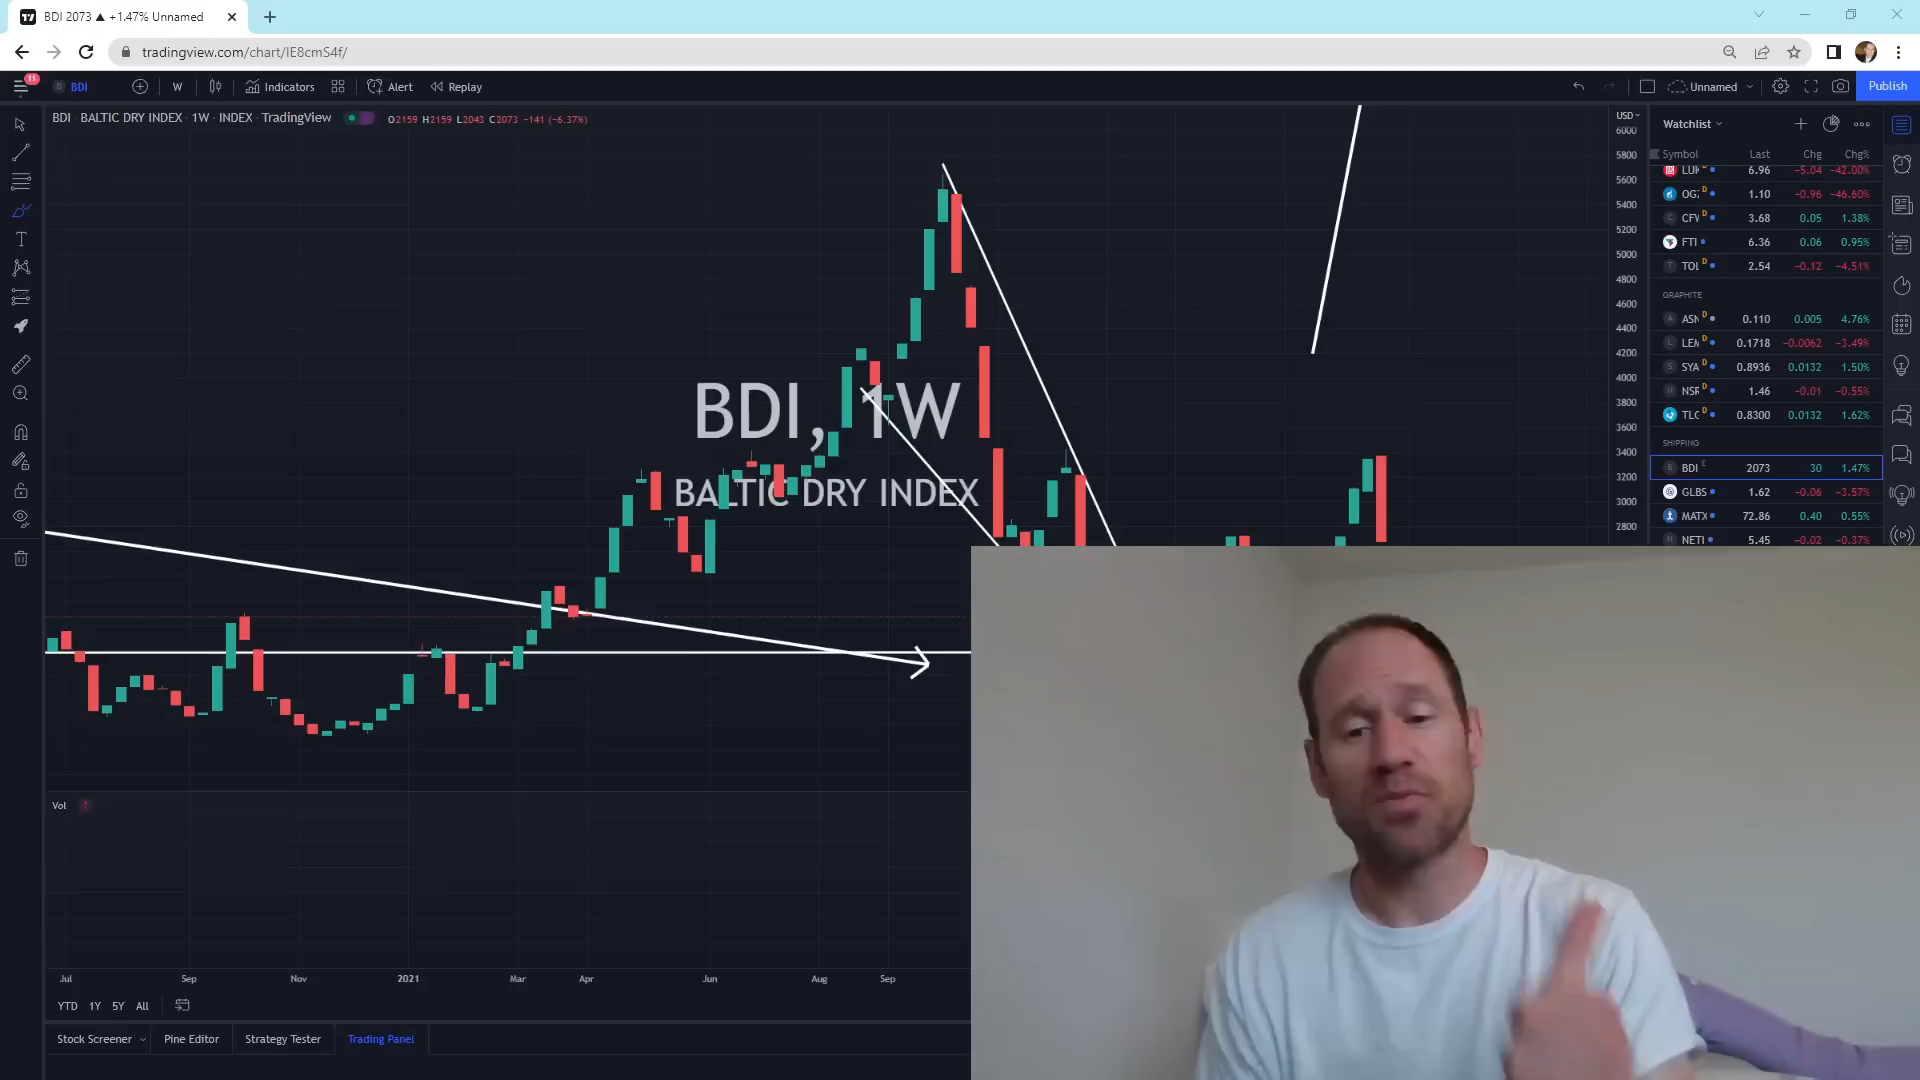 BDI 2073 ▲ +1.47% Unnamed
tradingview.com/chart/IE8cmS4f/
11
BDI W Indicators Alert Replay Unnamed Publish
BDI · BALTIC DRY INDEX · 1W · INDEX · TradingView O2159 H2159 L2043 C2073 −141 (−6.37%)
USD
6000
5800
5600
5400
5200
5000
4800
4600
4400
4200
4000
3800
3600
3400
3200
3000
2800
BDI, 1W
BALTIC DRY INDEX
Watchlist
Symbol Last Chg Chg%
LUK D 6.96 −5.04 −42.00%
OGZ D 1.10 −0.96 −46.60%
CFW D 3.68 0.05 1.38%
FTI 6.36 0.06 0.95%
TOL D 2.54 −0.12 −4.51%
GRAPHITE
ASN D 0.110 0.005 4.76%
LEM D 0.1718 −0.0062 −3.49%
SYA D 0.8936 0.0132 1.50%
NSR D 1.46 −0.01 −0.55%
TLG D 0.8300 0.0132 1.62%
SHIPPING
BDI E 2073 30 1.47%
GLBS 1.62 −0.06 −3.57%
MATX 72.86 0.40 0.55%
NETI 5.45 −0.02 −0.37%
Vol
Jul Sep Nov 2021 Mar Apr Jun Aug Sep
YTD 1Y 5Y All
Stock Screener Pine Editor Strategy Tester Trading Panel